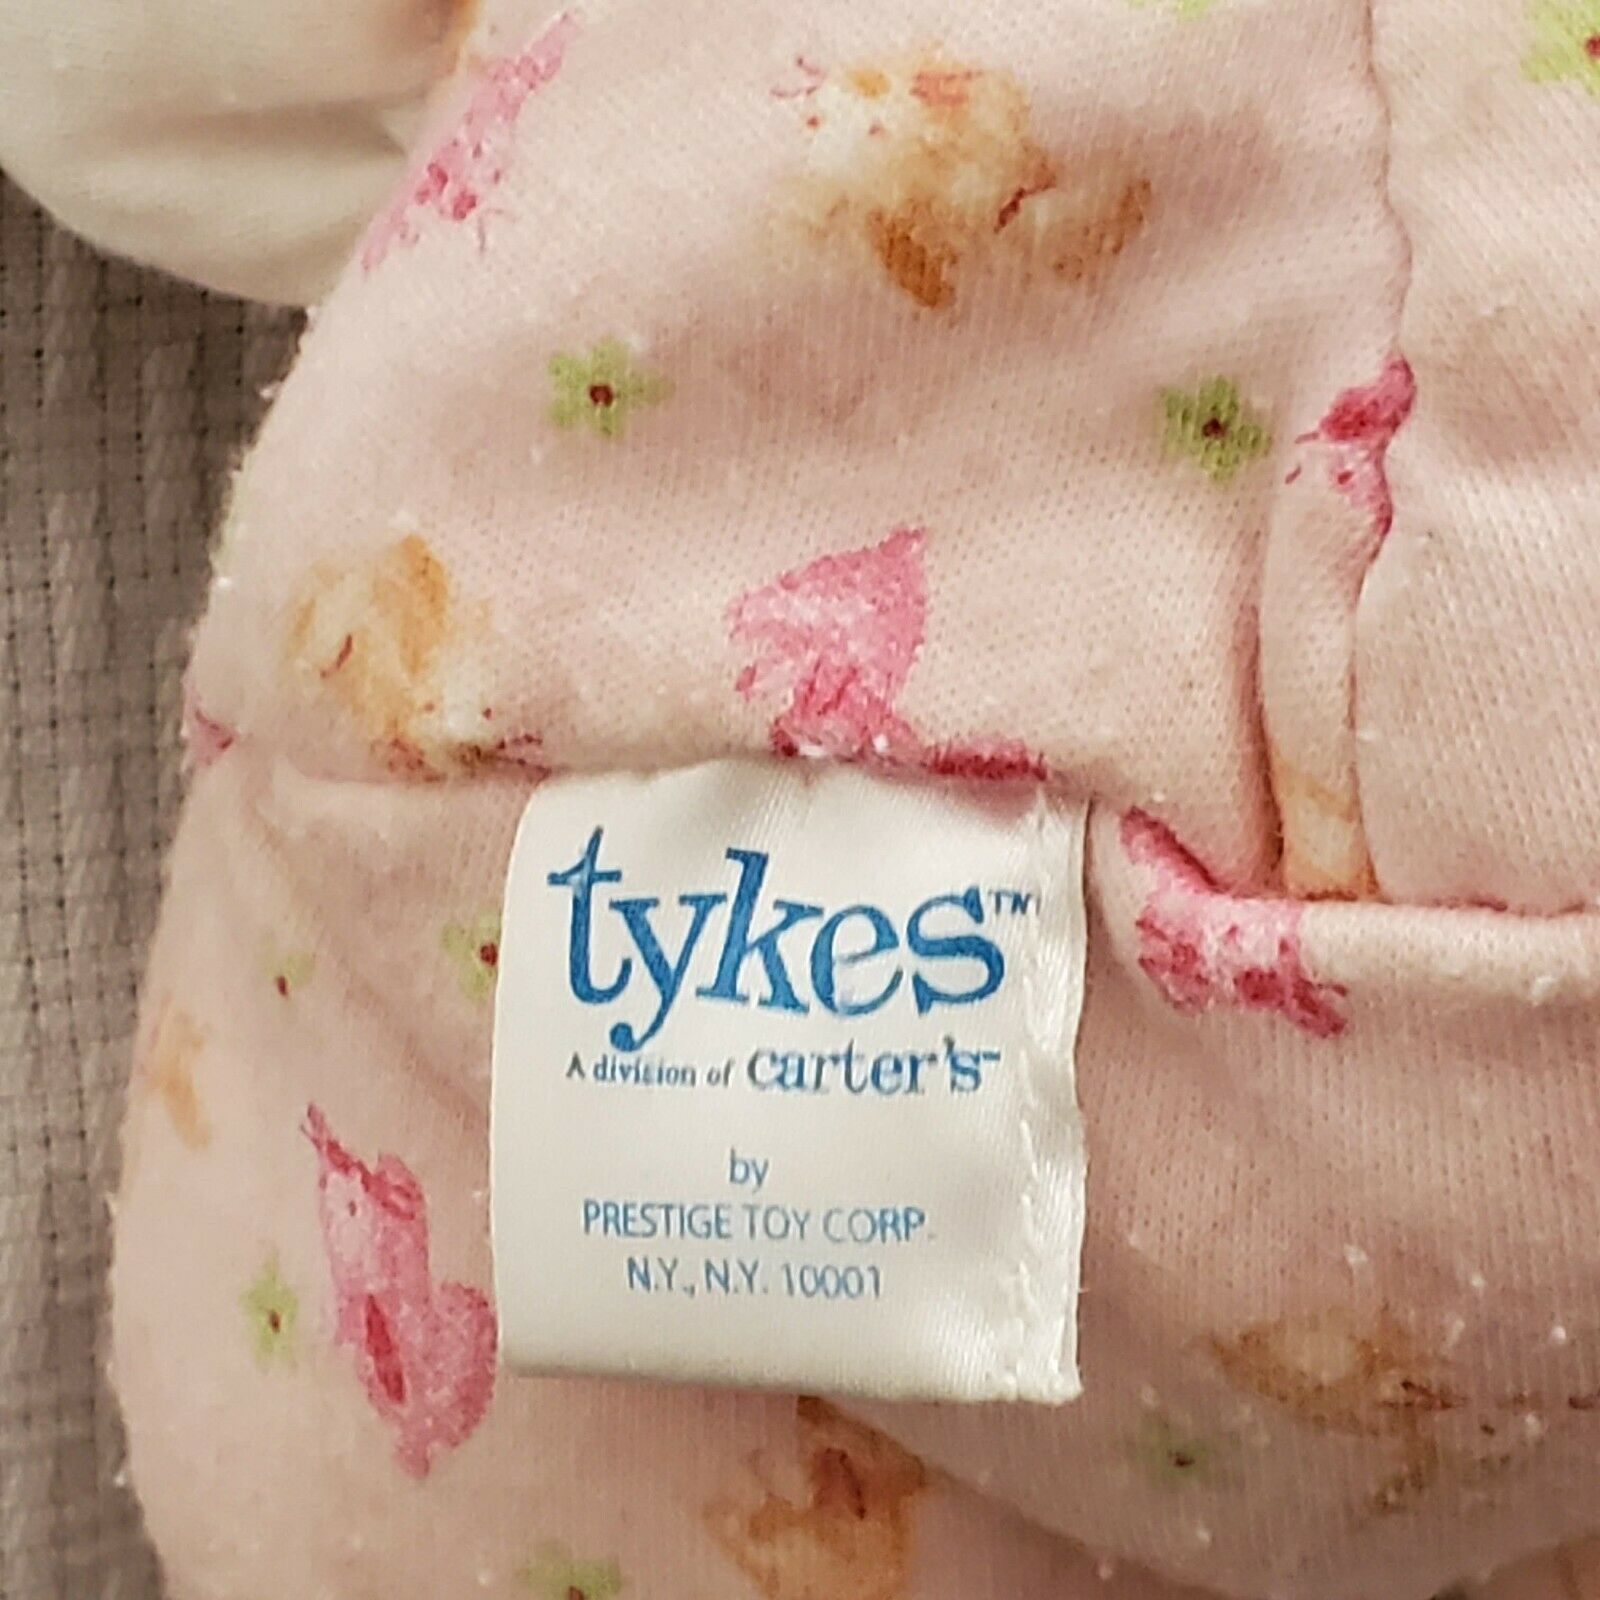 tykes™
A division of carter's™
by
PRESTIGE TOY CORP.
N.Y., N.Y. 10001